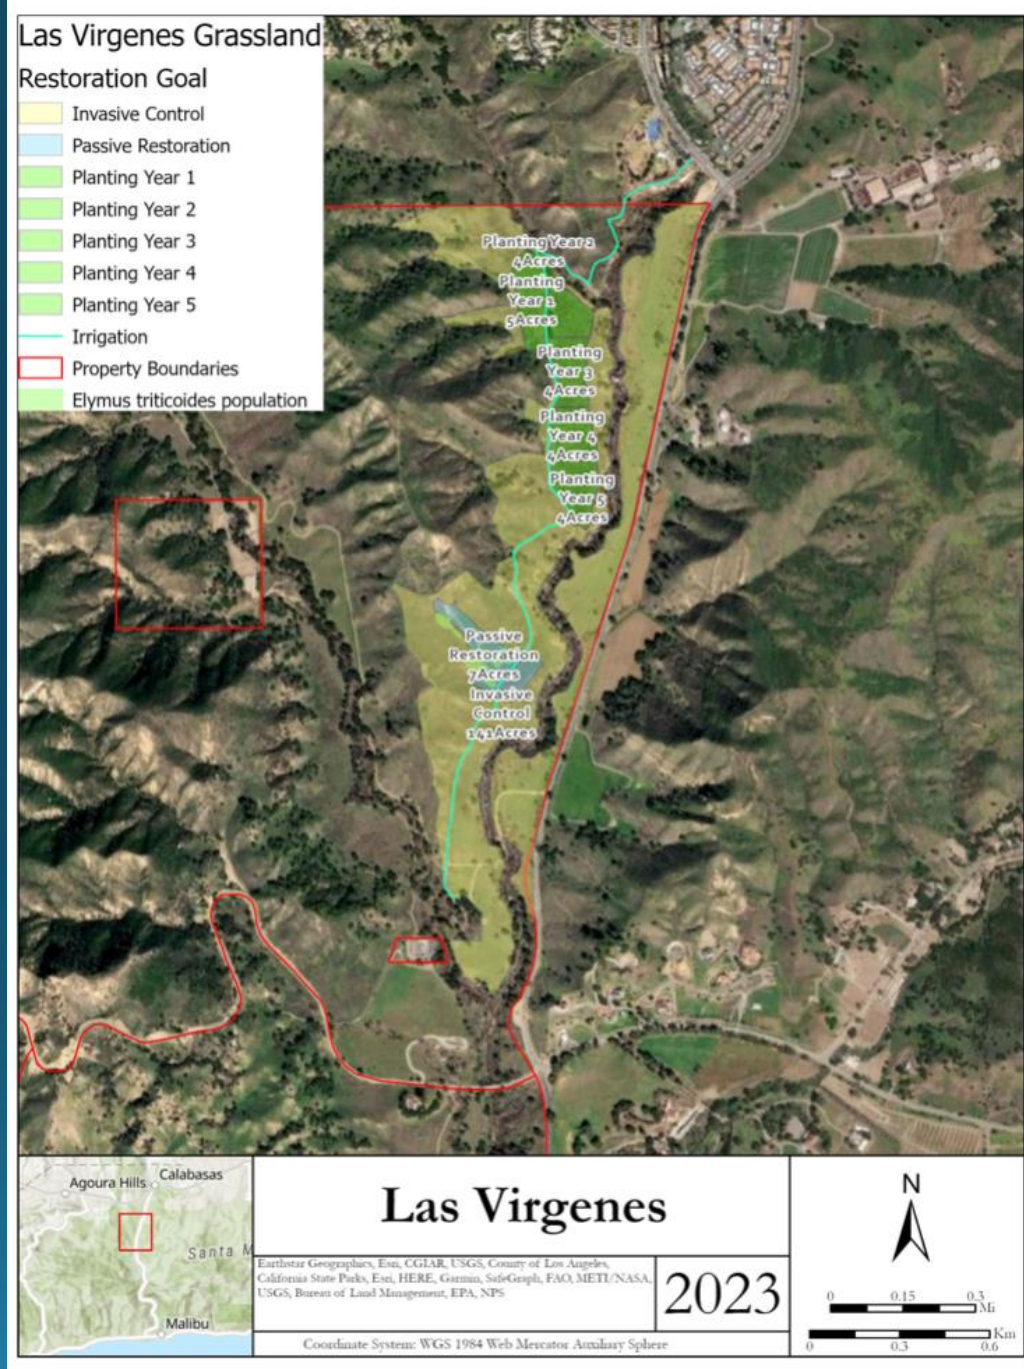 Las Virgenes Grassland
Restoration Goal
Invasive Control
Passive Restoration
Planting Year 1
Planting Year 2
Planting Year 3
Planting Year 4
Planting Year 5
Irrigation
Property Boundaries
Elymus triticoides population
Planting Year 2
4Acres
Planting
Year 1
5Acres
Planting
Year 3
4Acres
Planting
Year 4
4Acres
Planting
Year 5
4Acres
Passive
Restoration
7Acres
Invasive
Control
141Acres
Agoura Hills
Calabasas
Santa M
Malibu
Las Virgenes
Earthstar Geographics, Esri, CGIAR, USGS, County of Los Angeles,
California State Parks, Esri, HERE, Garmin, SafeGraph, FAO, METI/NASA,
USGS, Bureau of Land Management, EPA, NPS
2023
Coordinate System: WGS 1984 Web Mercator Auxiliary Sphere
N
0 0.15 0.3
Mi
Km
0 0.3 0.6